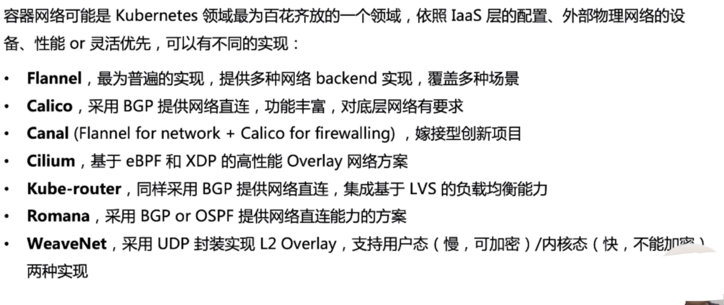 容器网络可能是 Kubernetes 领域最为百花齐放的一个领域，依照 IaaS 层的配置、外部物理网络的设
备、性能 or 灵活优先，可以有不同的实现：
• Flannel，最为普遍的实现，提供多种网络 backend 实现，覆盖多种场景
• Calico，采用 BGP 提供网络直连，功能丰富，对底层网络有要求
• Canal (Flannel for network + Calico for firewalling) ，嫁接型创新项目
• Cilium，基于 eBPF 和 XDP 的高性能 Overlay 网络方案
• Kube-router，同样采用 BGP 提供网络直连，集成基于 LVS 的负载均衡能力
• Romana，采用 BGP or OSPF 提供网络直连能力的方案
• WeaveNet，采用 UDP 封装实现 L2 Overlay，支持用户态（慢，可加密）/内核态（快，不能加密）
两种实现